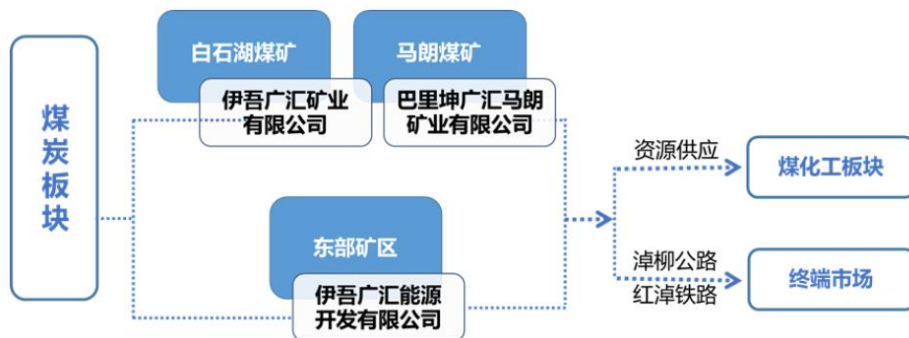 煤炭板块
白石湖煤矿
伊吾广汇矿业
有限公司
马朗煤矿
巴里坤广汇马朗
矿业有限公司
东部矿区
伊吾广汇能源
开发有限公司
资源供应
煤化工板块
淖柳公路
红淖铁路
终端市场